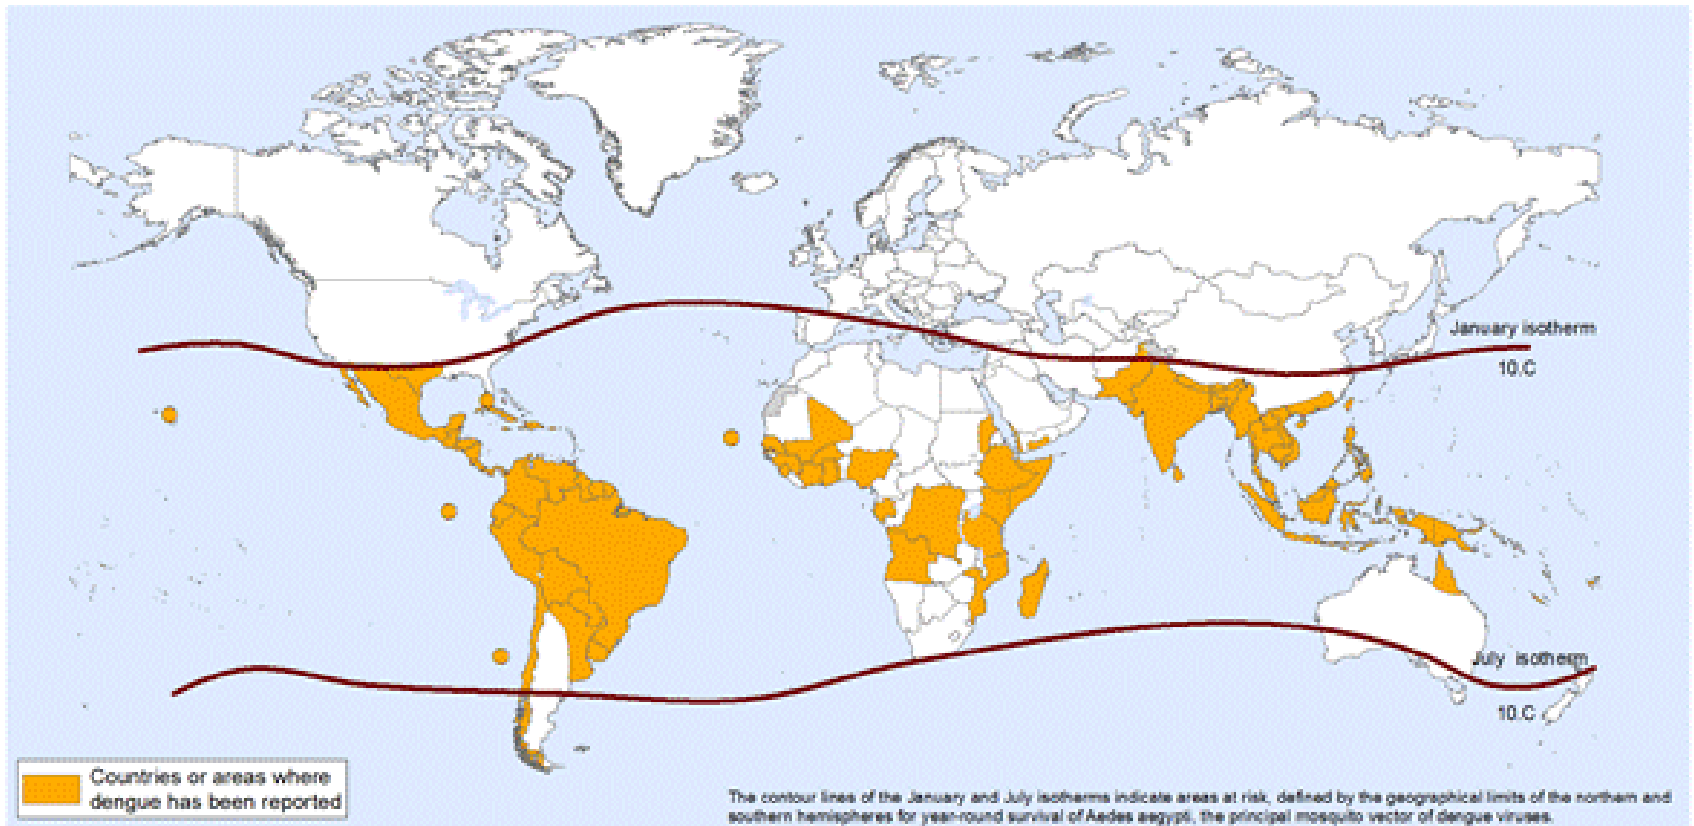 January isotherm
10.C
July isotherm
10.C
Countries or areas where
dengue has been reported
The contour lines of the January and July isotherms indicate areas at risk, defined by the geographical limits of the northern and
southern hemispheres for year-round survival of Aedes aegypti, the principal mosquito vector of dengue viruses.